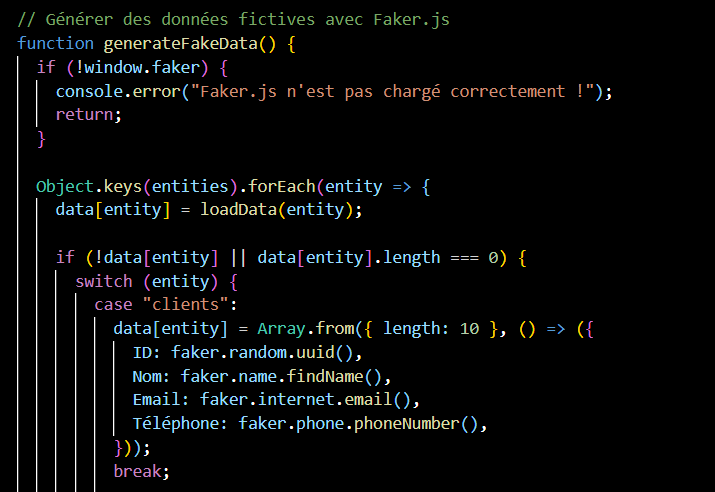 // Générer des données fictives avec Faker.js
function generateFakeData() {
if (!window.faker) {
console.error("Faker.js n'est pas chargé correctement !");
return;
}
Object.keys(entities).forEach(entity => {
data[entity] = loadData(entity);
if (!data[entity] || data[entity].length === 0) {
switch (entity) {
case "clients":
data[entity] = Array.from({ length: 10 }, () => ({
ID: faker.random.uuid(),
Nom: faker.name.findName(),
Email: faker.internet.email(),
Téléphone: faker.phone.phoneNumber(),
}));
break;